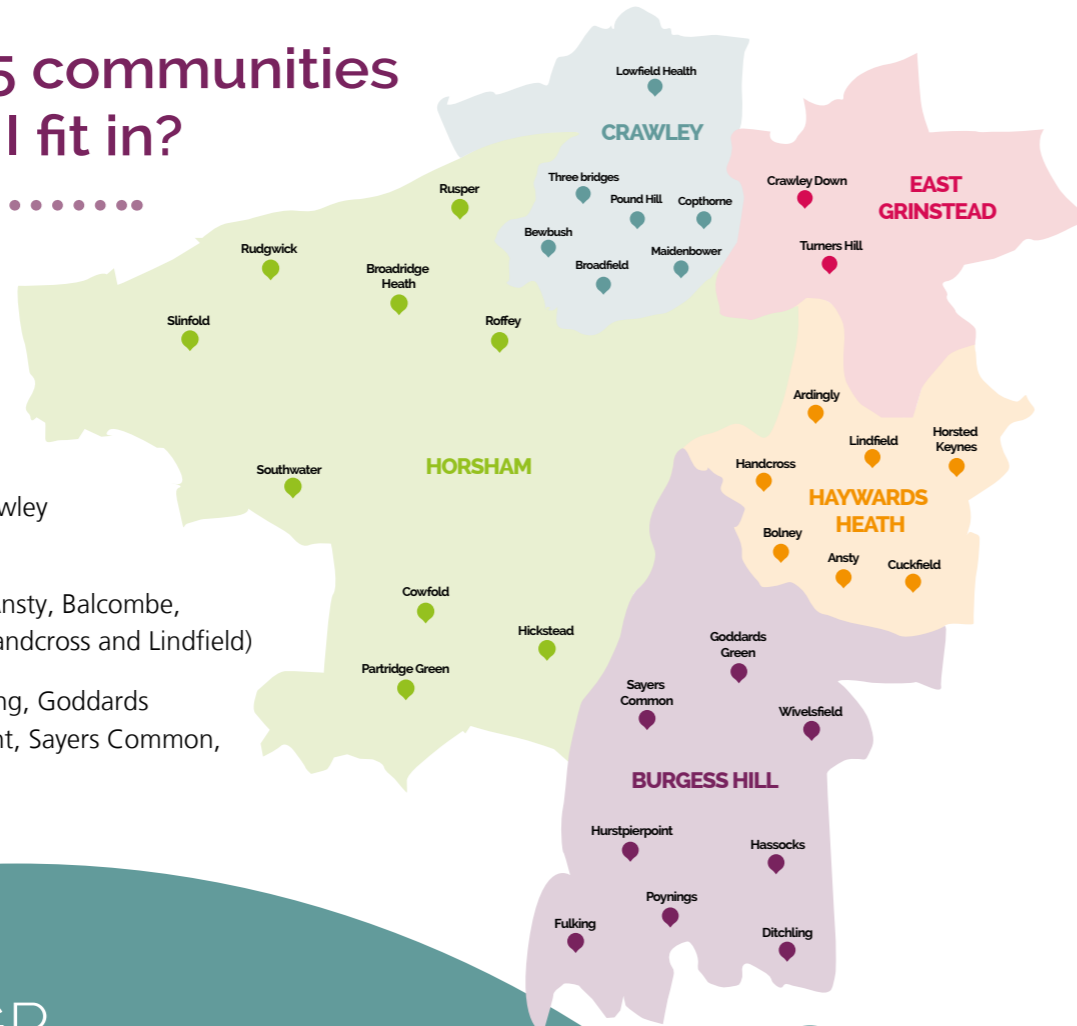 5 communities
I fit in?
Lowfield Health
CRAWLEY
Three bridges
Pound Hill
Copthorne
Bewbush
Broadfield
Maidenbower
Crawley Down
EAST
GRINSTEAD
Turners Hill
Rusper
Rudgwick
Broadridge
Heath
Slinfold
Roffey
HORSHAM
Southwater
Cowfold
Hickstead
Partridge Green
Ardingly
Lindfield
Horsted
Keynes
Handcross
HAYWARDS
HEATH
Bolney
Ansty
Cuckfield
wley
Ansty, Balcombe,
andcross and Lindfield)
ng, Goddards
nt, Sayers Common,
Goddards
Green
Sayers
Common
Wivelsfield
BURGESS HILL
Hurstpierpoint
Hassocks
Poynings
Fulking
Ditchling